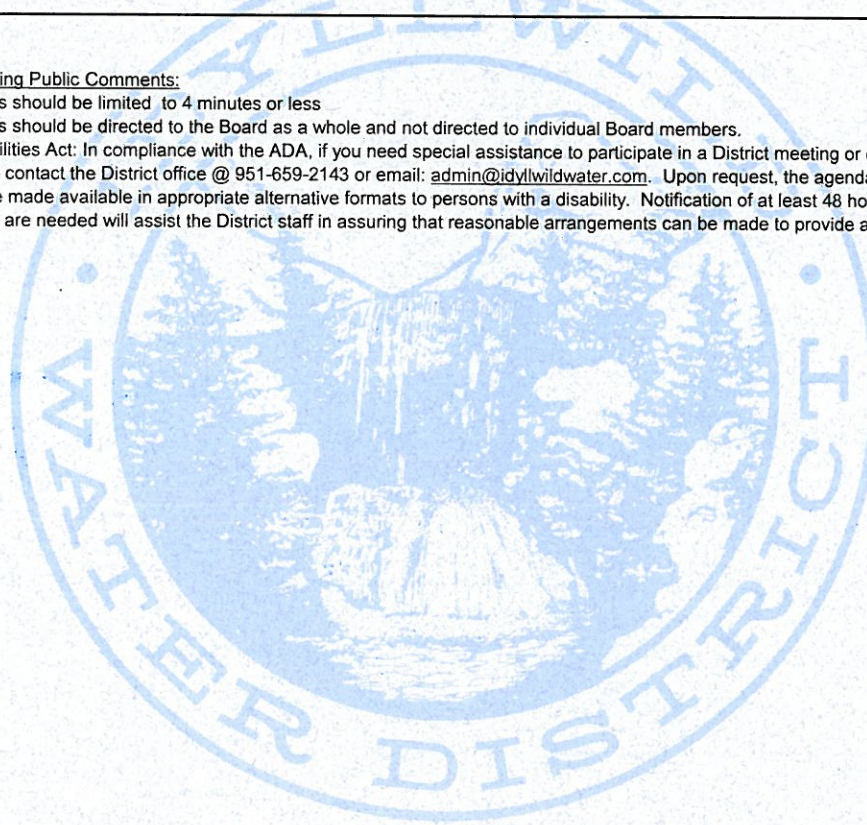 ing Public Comments:
s should be limited to 4 minutes or less
s should be directed to the Board as a whole and not directed to individual Board members.
ilities Act: In compliance with the ADA, if you need special assistance to participate in a District meeting or
contact the District office @ 951-659-2143 or email: admin@idyllwildwater.com. Upon request, the agenda
made available in appropriate alternative formats to persons with a disability. Notification of at least 48 ho
are needed will assist the District staff in assuring that reasonable arrangements can be made to provide a
YLLWIL
WATER DISTRICT